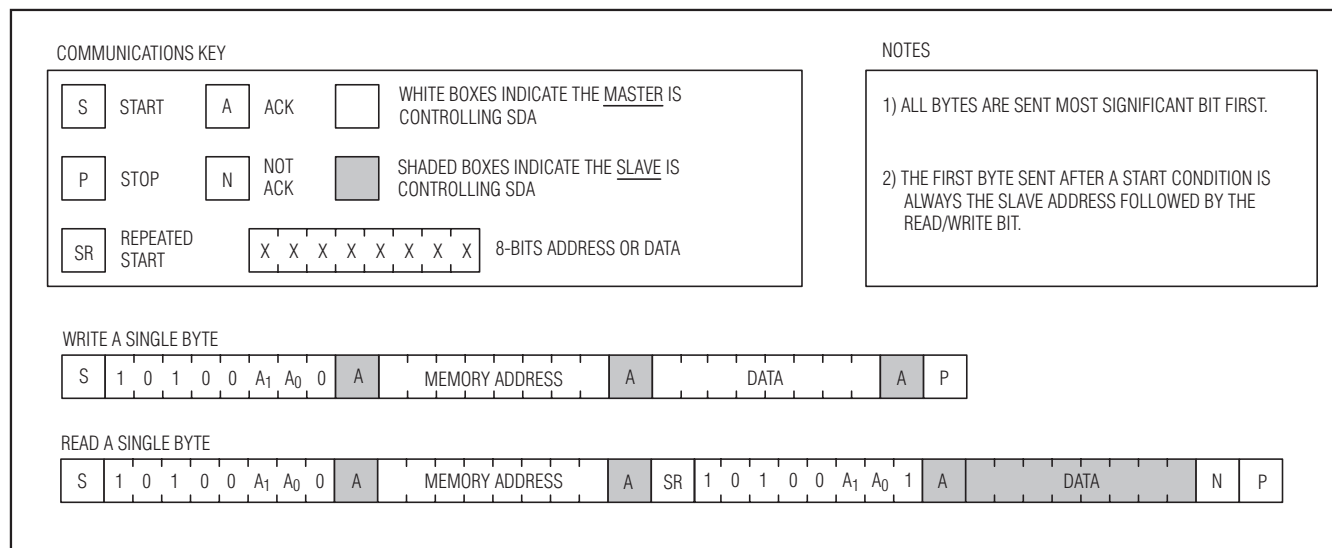 COMMUNICATIONS KEY
S START A ACK WHITE BOXES INDICATE THE MASTER IS
CONTROLLING SDA
P STOP N NOT
ACK SHADED BOXES INDICATE THE SLAVE IS
CONTROLLING SDA
SR REPEATED
START X X X X X X X X 8-BITS ADDRESS OR DATA
NOTES
1) ALL BYTES ARE SENT MOST SIGNIFICANT BIT FIRST.
2) THE FIRST BYTE SENT AFTER A START CONDITION IS
ALWAYS THE SLAVE ADDRESS FOLLOWED BY THE
READ/WRITE BIT.
WRITE A SINGLE BYTE
S 1 0 1 0 0 A1 A0 0 A MEMORY ADDRESS A DATA A P
READ A SINGLE BYTE
S 1 0 1 0 0 A1 A0 0 A MEMORY ADDRESS A SR 1 0 1 0 0 A1 A0 1 A DATA N P